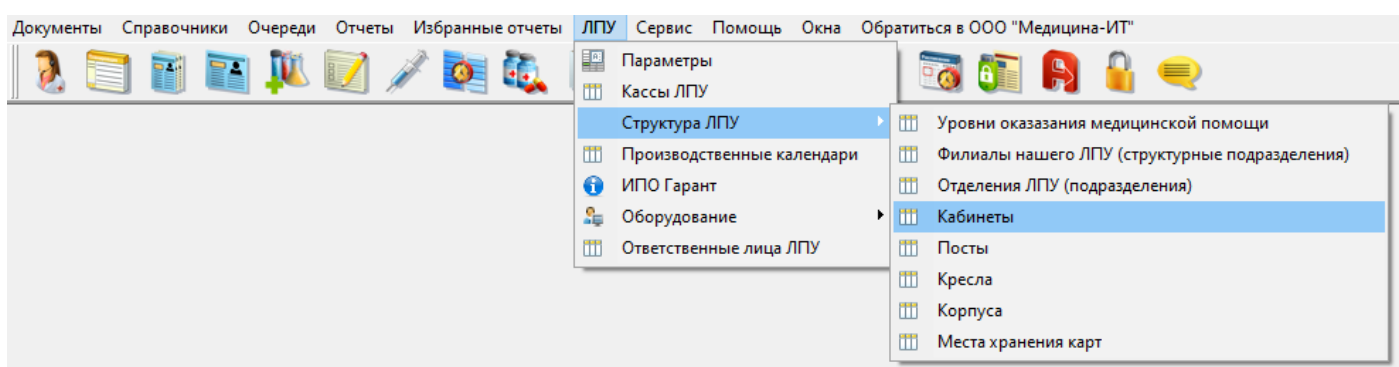 Документы Справочники Очереди Отчеты Избранные отчеты ЛПУ Сервис Помощь Окна Обратиться в ООО "Медицина-ИТ"
Параметры
Кассы ЛПУ
Структура ЛПУ
Производственные календари
ИПО Гарант
Оборудование
Ответственные лица ЛПУ
Уровни оказазания медицинской помощи
Филиалы нашего ЛПУ (структурные подразделения)
Отделения ЛПУ (подразделения)
Кабинеты
Посты
Кресла
Корпуса
Места хранения карт